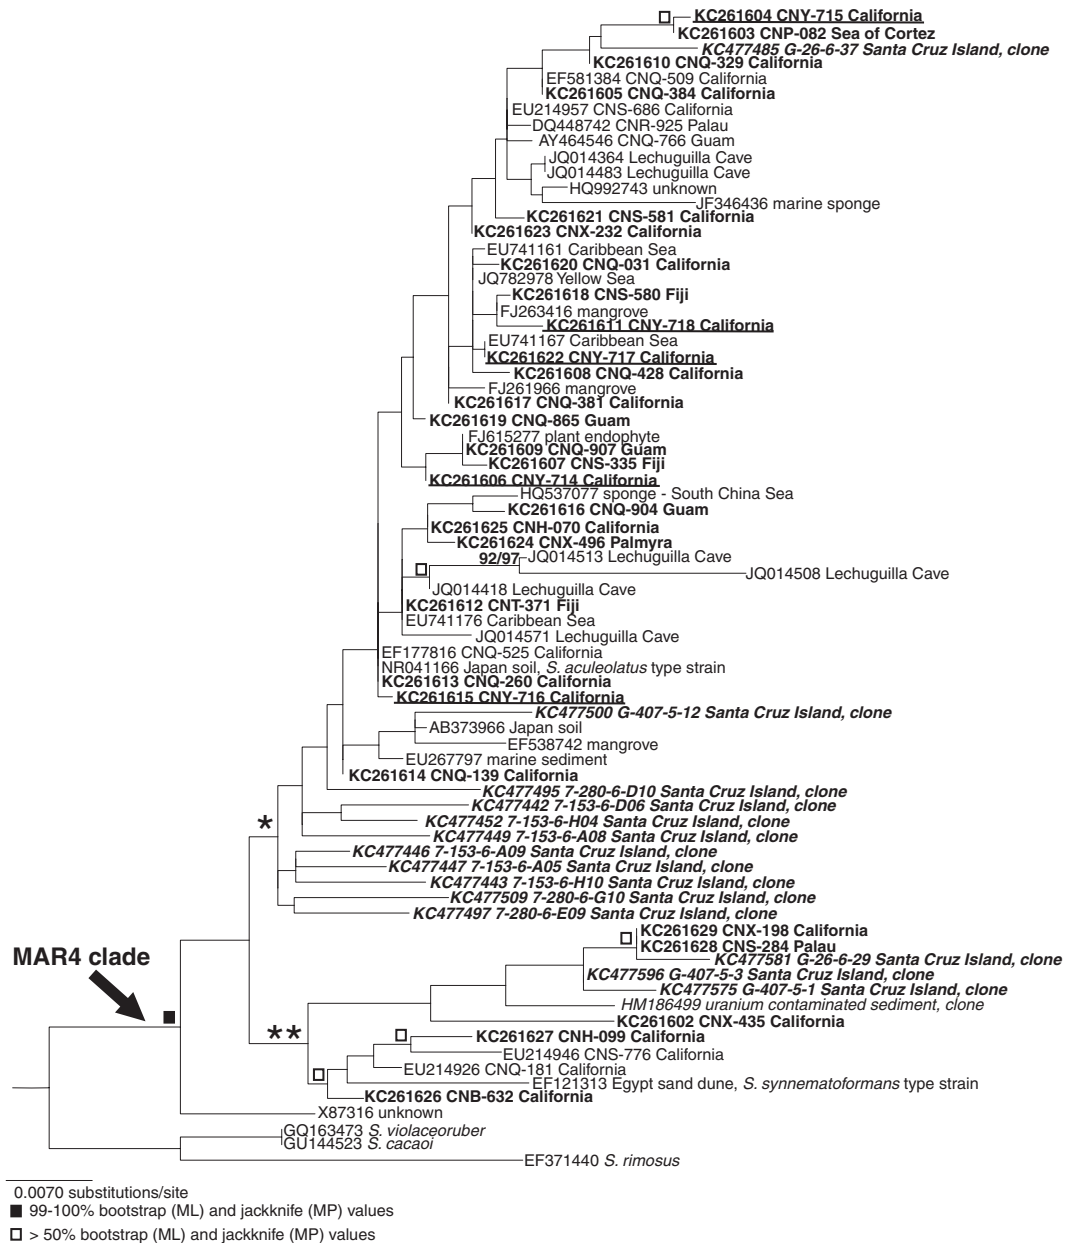 KC261604 CNY-715 California
KC261603 CNP-082 Sea of Cortez
KC477485 G-26-6-37 Santa Cruz Island, clone
KC261610 CNQ-329 California
EF581384 CNQ-509 California
KC261605 CNQ-384 California
EU214957 CNS-686 California
DQ448742 CNR-925 Palau
AY464546 CNQ-766 Guam
JQ014364 Lechuguilla Cave
JQ014483 Lechuguilla Cave
HQ992743 unknown
JF346436 marine sponge
KC261621 CNS-581 California
KC261623 CNX-232 California
EU741161 Caribbean Sea
KC261620 CNQ-031 California
JQ782978 Yellow Sea
KC261618 CNS-580 Fiji
FJ263416 mangrove
KC261611 CNY-718 California
EU741167 Caribbean Sea
KC261622 CNY-717 California
KC261608 CNQ-428 California
FJ261966 mangrove
KC261617 CNQ-381 California
KC261619 CNQ-865 Guam
FJ615277 plant endophyte
KC261609 CNQ-907 Guam
KC261607 CNS-335 Fiji
KC261606 CNY-714 California
HQ537077 sponge - South China Sea
KC261616 CNQ-904 Guam
KC261625 CNH-070 California
KC261624 CNX-496 Palmyra
92/97
JQ014513 Lechuguilla Cave
JQ014508 Lechuguilla Cave
JQ014418 Lechuguilla Cave
KC261612 CNT-371 Fiji
EU741176 Caribbean Sea
JQ014571 Lechuguilla Cave
EF177816 CNQ-525 California
NR041166 Japan soil, S. aculeolatus type strain
KC261613 CNQ-260 California
KC261615 CNY-716 California
KC477500 G-407-5-12 Santa Cruz Island, clone
AB373966 Japan soil
EF538742 mangrove
EU267797 marine sediment
KC261614 CNQ-139 California
KC477495 7-280-6-D10 Santa Cruz Island, clone
KC477442 7-153-6-D06 Santa Cruz Island, clone
KC477452 7-153-6-H04 Santa Cruz Island, clone
*
KC477449 7-153-6-A08 Santa Cruz Island, clone
KC477446 7-153-6-A09 Santa Cruz Island, clone
KC477447 7-153-6-A05 Santa Cruz Island, clone
KC477443 7-153-6-H10 Santa Cruz Island, clone
KC477509 7-280-6-G10 Santa Cruz Island, clone
KC477497 7-280-6-E09 Santa Cruz Island, clone
KC261629 CNX-198 California
KC261628 CNS-284 Palau
MAR4 clade
KC477581 G-26-6-29 Santa Cruz Island, clone
KC477596 G-407-5-3 Santa Cruz Island, clone
KC477575 G-407-5-1 Santa Cruz Island, clone
HM186499 uranium contaminated sediment, clone
KC261602 CNX-435 California
**
KC261627 CNH-099 California
EU214946 CNS-776 California
EU214926 CNQ-181 California
EF121313 Egypt sand dune, S. synnematoformans type strain
KC261626 CNB-632 California
X87316 unknown
GQ163473 S. violaceoruber
GU144523 S. cacaoi
EF371440 S. rimosus
0.0070 substitutions/site
99-100% bootstrap (ML) and jackknife (MP) values
> 50% bootstrap (ML) and jackknife (MP) values